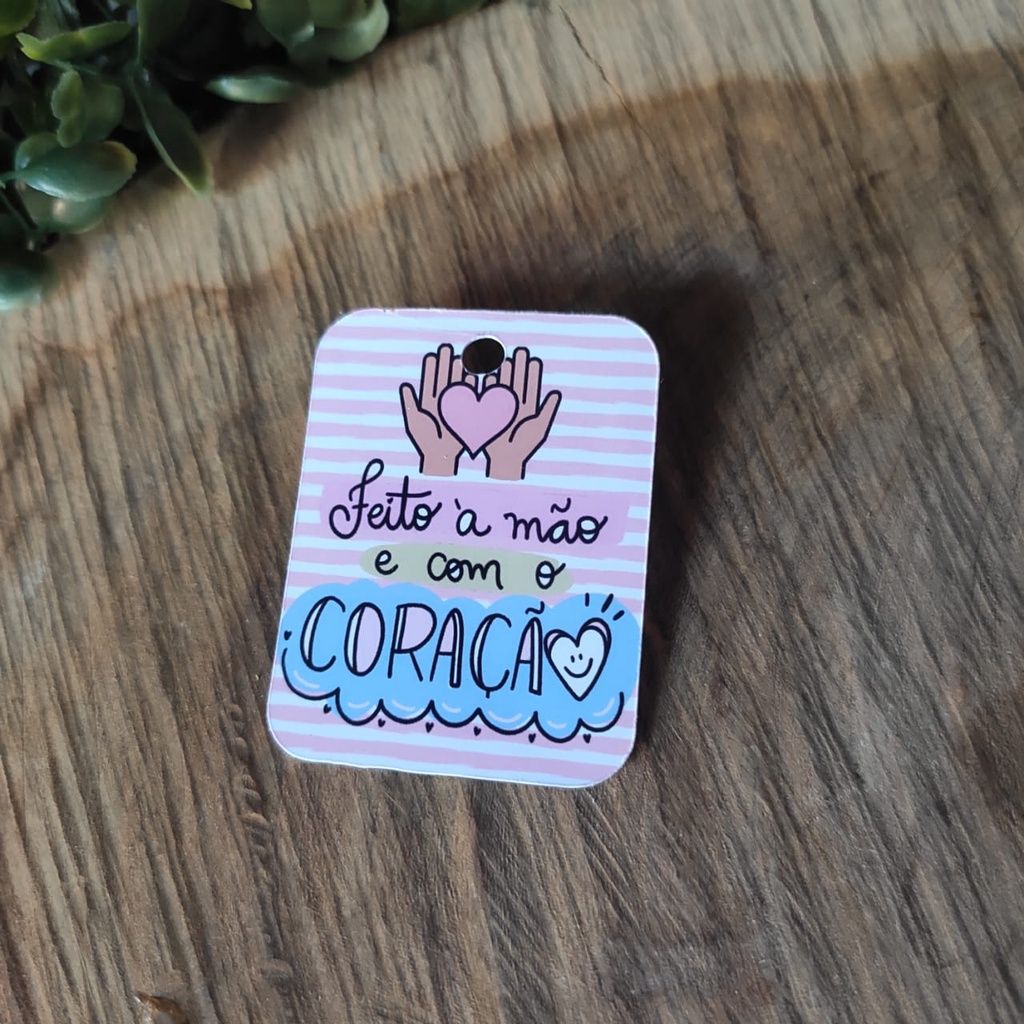 Feito à mão
e com o
CORAÇÃO